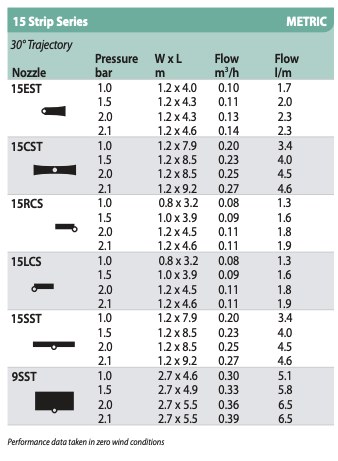 15 Strip Series METRIC
30° Trajectory
Pressure W x L Flow Flow
Nozzle bar m m³/h l/m
15EST 1.0 1.2 x 4.0 0.10 1.7
1.5 1.2 x 4.3 0.11 2.0
2.0 1.2 x 4.3 0.13 2.3
2.1 1.2 x 4.6 0.14 2.3
15CST 1.0 1.2 x 7.9 0.20 3.4
1.5 1.2 x 8.5 0.23 4.0
2.0 1.2 x 8.5 0.25 4.5
2.1 1.2 x 9.2 0.27 4.6
15RCS 1.0 0.8 x 3.2 0.08 1.3
1.5 1.0 x 3.9 0.09 1.6
2.0 1.2 x 4.5 0.11 1.8
2.1 1.2 x 4.6 0.11 1.9
15LCS 1.0 0.8 x 3.2 0.08 1.3
1.5 1.0 x 3.9 0.09 1.6
2.0 1.2 x 4.5 0.11 1.8
2.1 1.2 x 4.6 0.11 1.9
15SST 1.0 1.2 x 7.9 0.20 3.4
1.5 1.2 x 8.5 0.23 4.0
2.0 1.2 x 8.5 0.25 4.5
2.1 1.2 x 9.2 0.27 4.6
9SST 1.0 2.7 x 4.6 0.30 5.1
1.5 2.7 x 4.9 0.33 5.8
2.0 2.7 x 5.5 0.36 6.5
2.1 2.7 x 5.5 0.39 6.5
Performance data taken in zero wind conditions